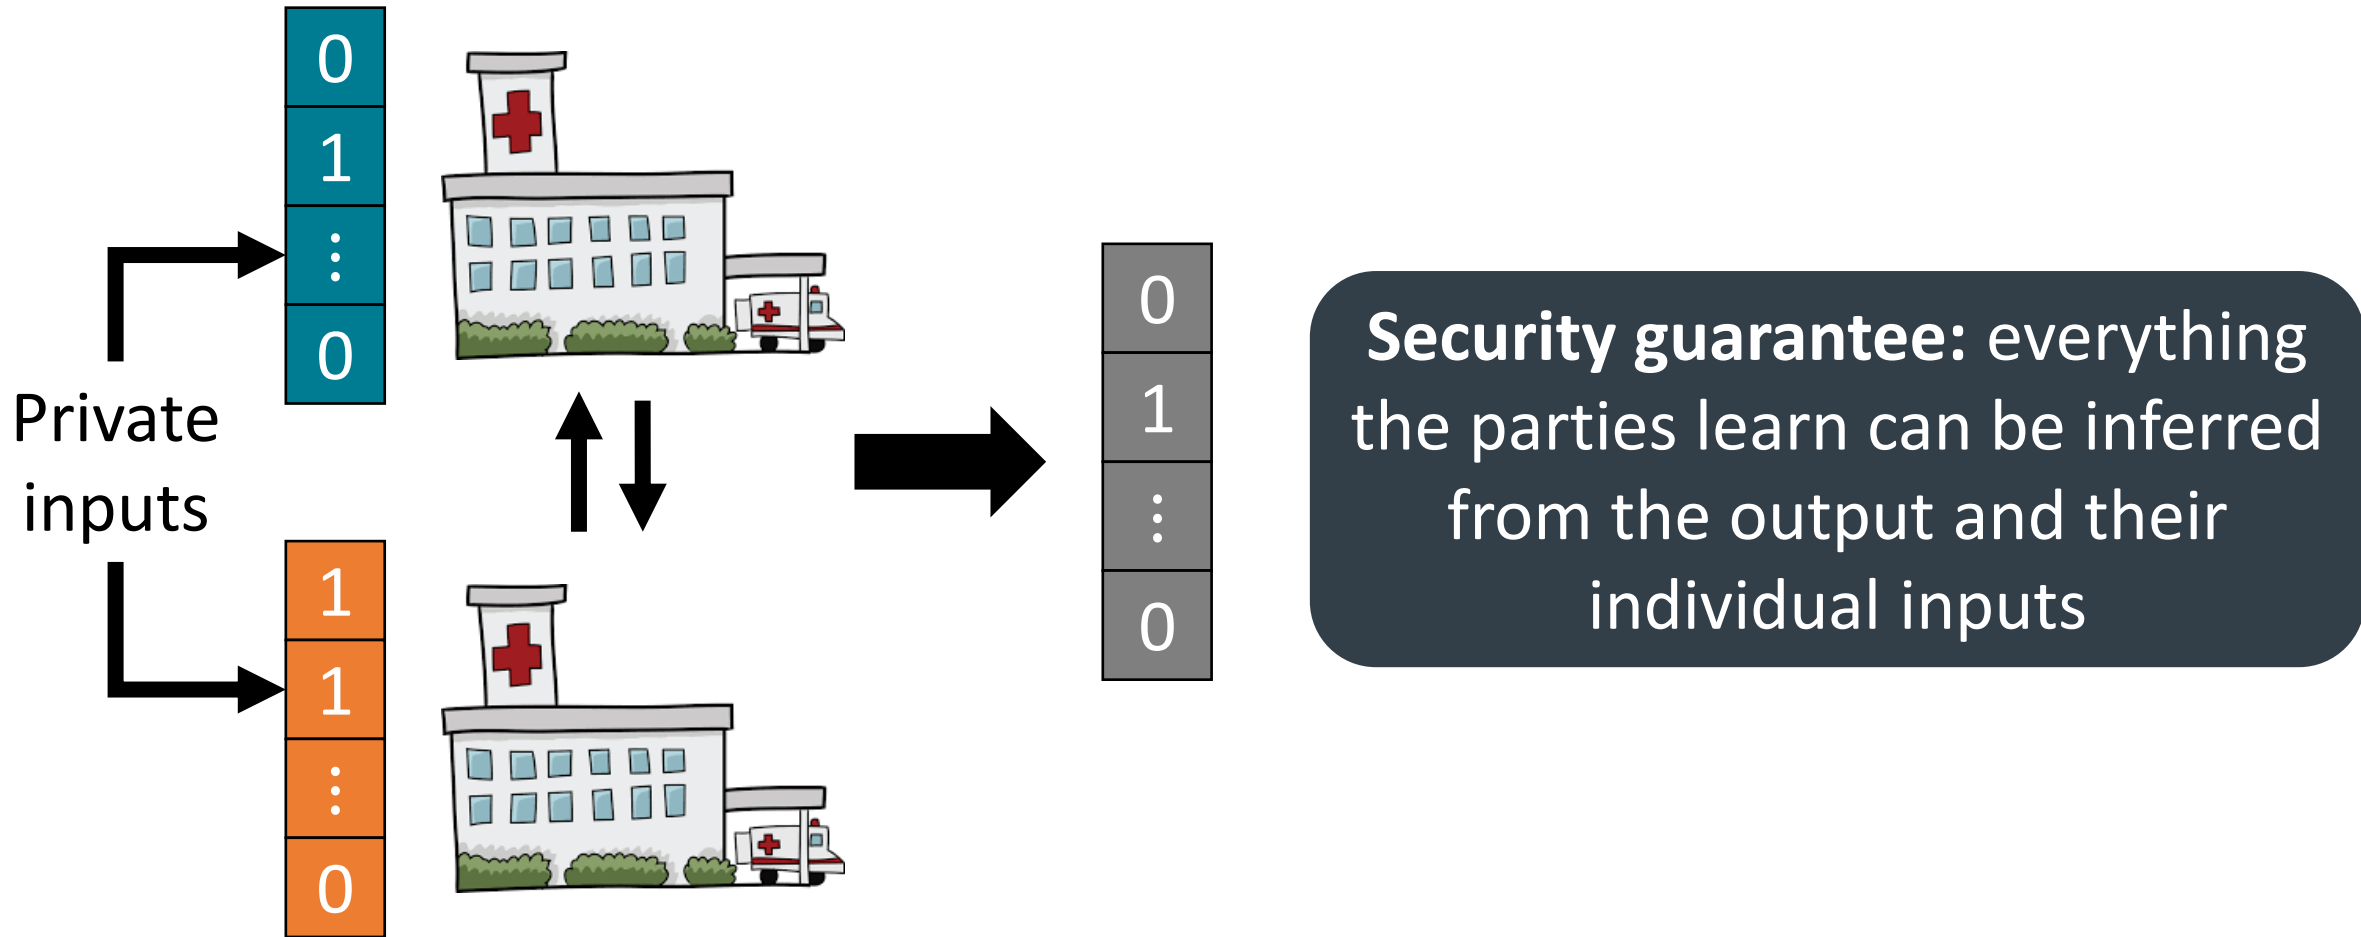 0
1
⋮
0
Private
inputs
1
1
⋮
0
0
1
⋮
0
Security guarantee: everything
the parties learn can be inferred
from the output and their
individual inputs